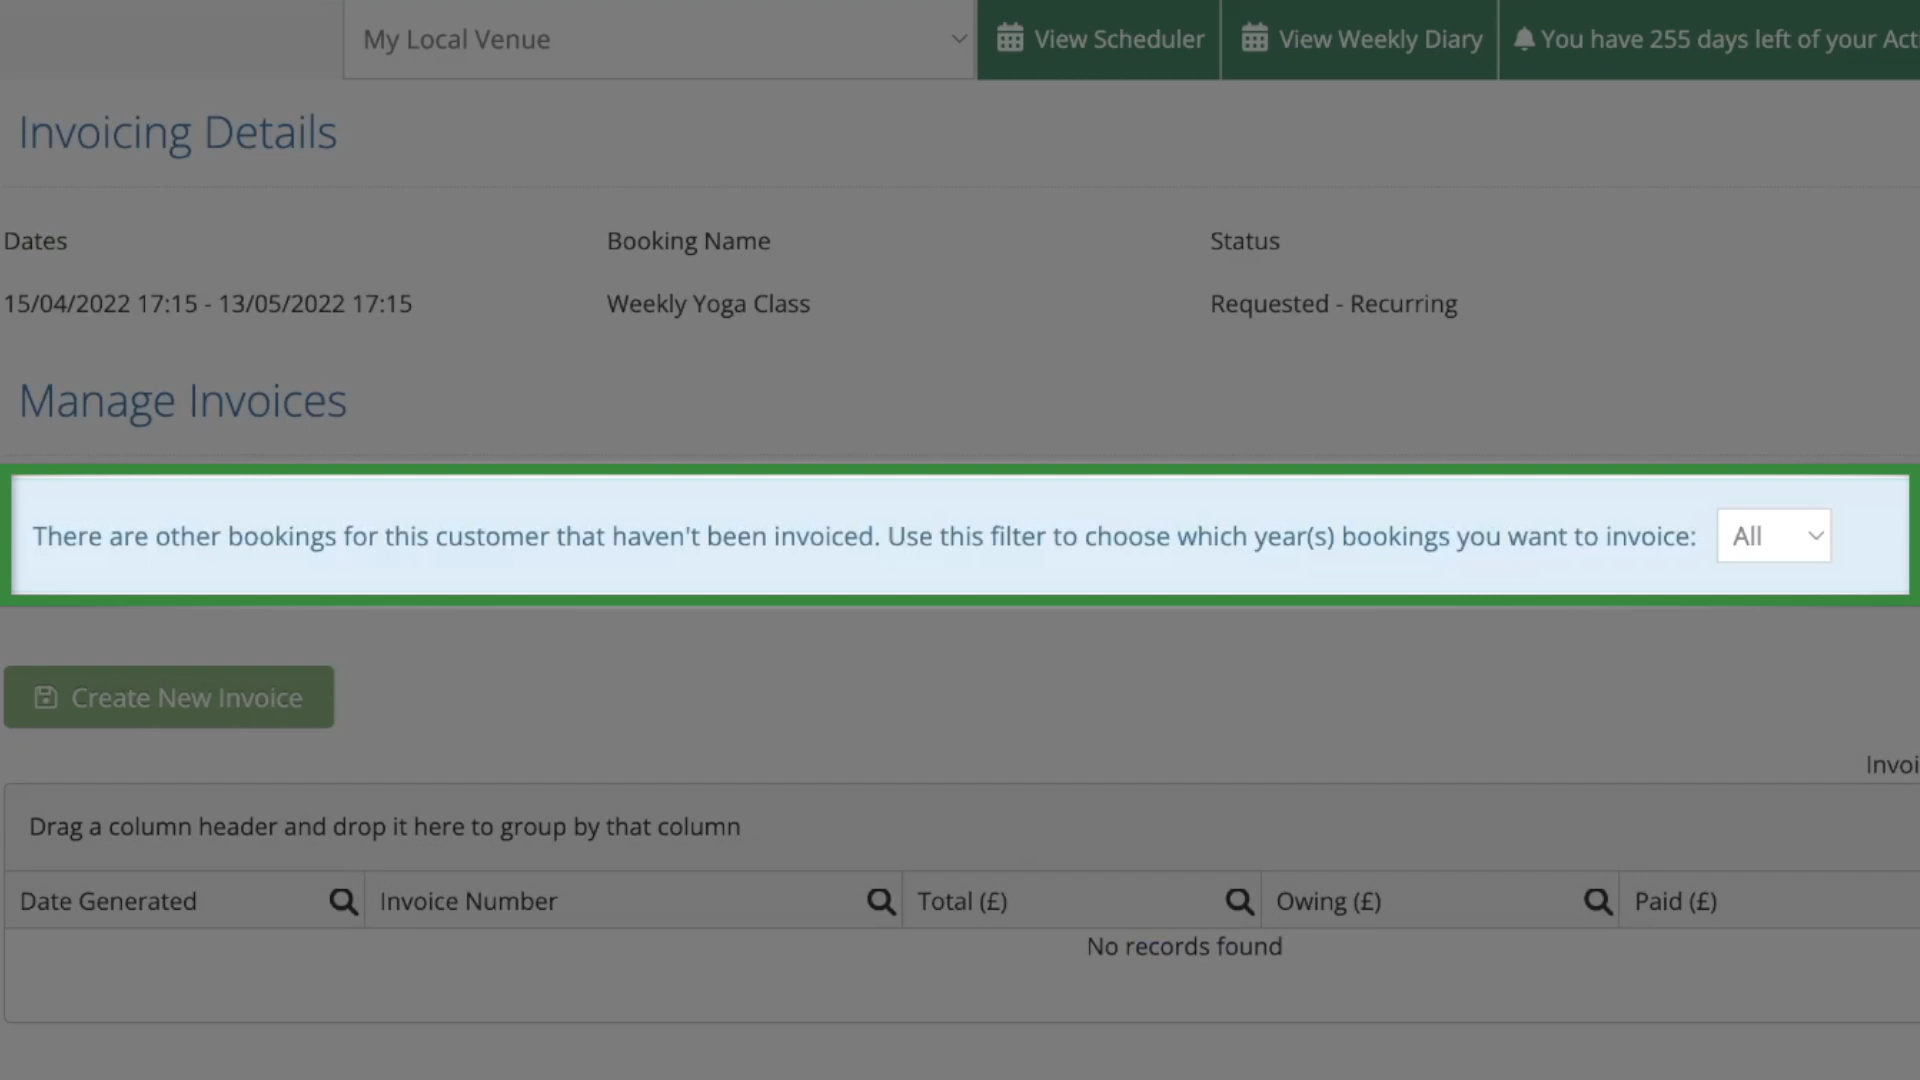 My Local Venue
View Scheduler
View Weekly Diary
You have 255 days left of your Act
Invoicing Details
Dates
Booking Name
Status
15/04/2022 17:15 - 13/05/2022 17:15
Weekly Yoga Class
Requested - Recurring
Manage Invoices
There are other bookings for this customer that haven't been invoiced. Use this filter to choose which year(s) bookings you want to invoice: All
Create New Invoice
Invoi
Drag a column header and drop it here to group by that column
Date Generated
Invoice Number
Total (£)
Owing (£)
Paid (£)
No records found